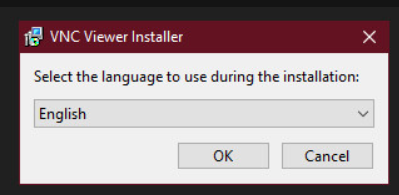 VNC Viewer Installer
Select the language to use during the installation:
English
OK Cancel